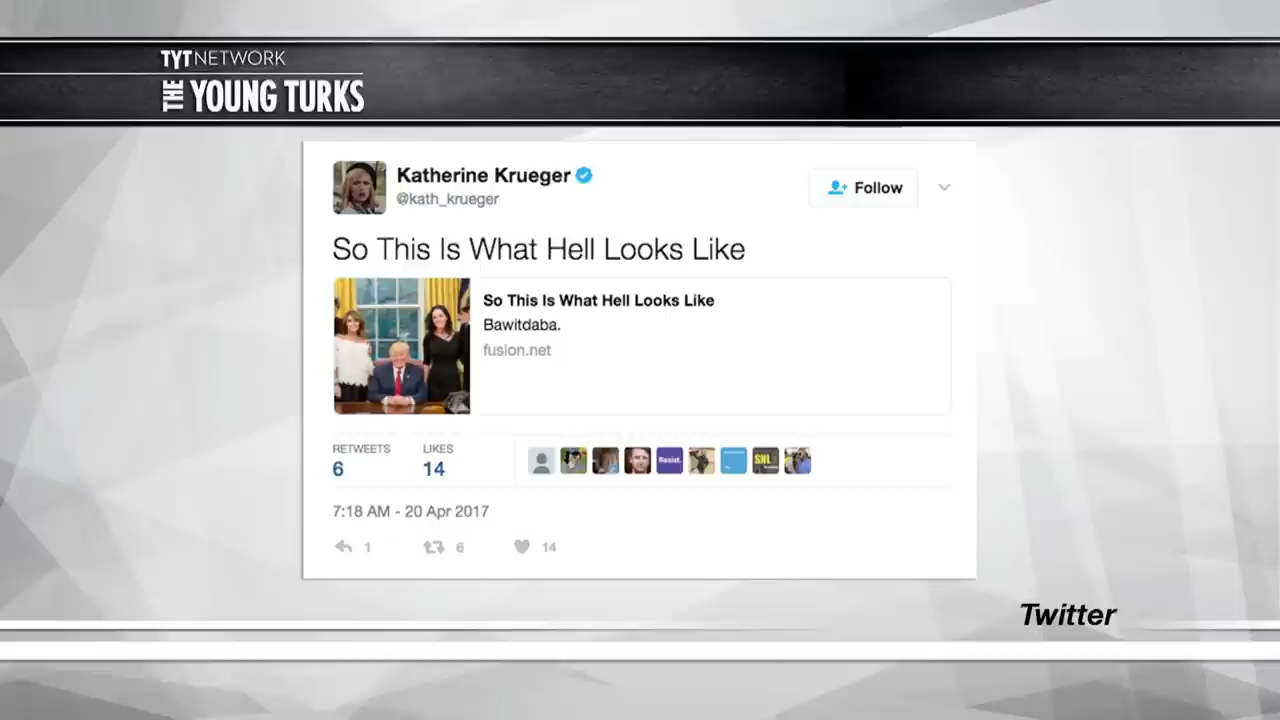 TYT NETWORK
THE YOUNG TURKS
Katherine Krueger
@kath_krueger
Follow
So This Is What Hell Looks Like
So This Is What Hell Looks Like
Bawitdaba.
fusion.net
RETWEETS LIKES
6 14
Resist.
SNL
7:18 AM - 20 Apr 2017
1 6 14
Twitter